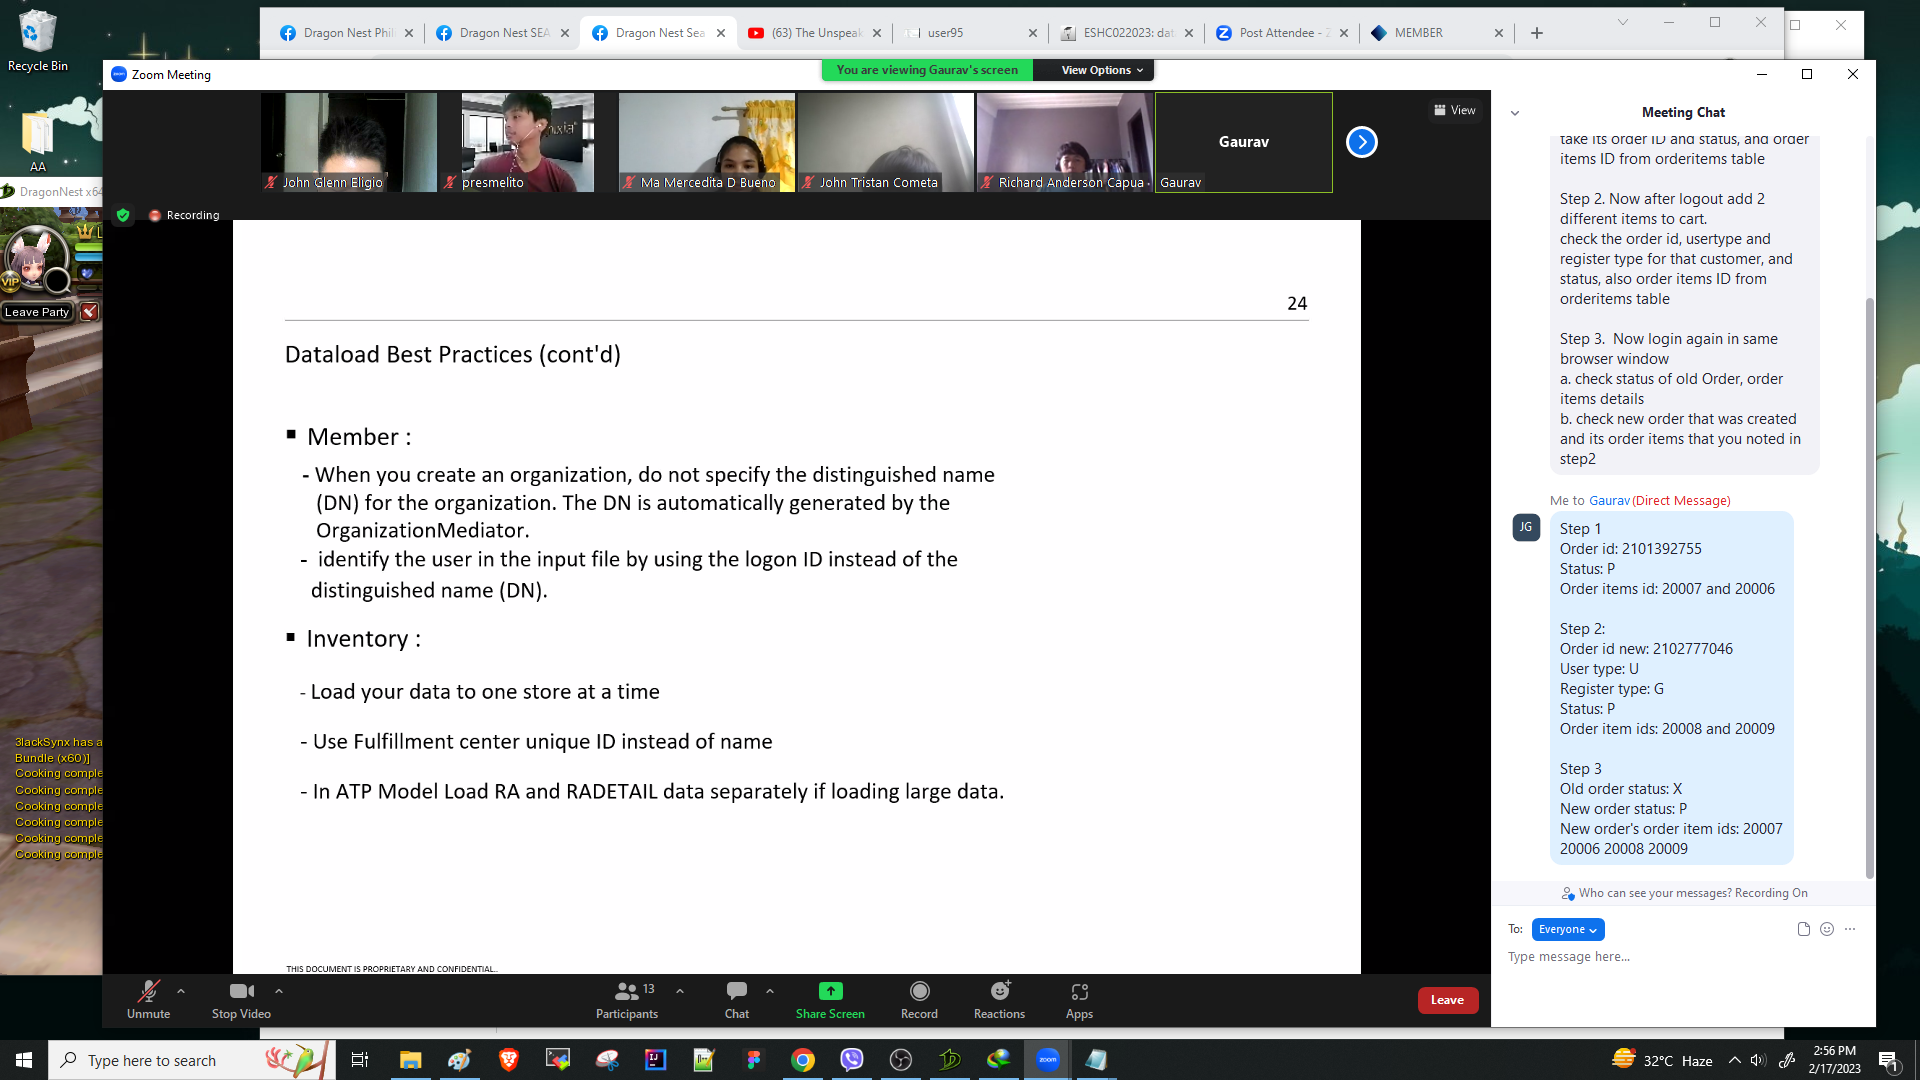 Recycle Bin
AA
DragonNest x64
VIP
Leave Party
3lackSynx has a
Bundle (x60)]
Cooking comple
Cooking comple
Cooking comple
Cooking comple
Cooking comple
Cooking comple
Dragon Nest Phil
Dragon Nest SEA
Dragon Nest Sea
(63) The Unspeak
user95
ESHC022023: dat
Post Attendee - Z
MEMBER
Zoom Meeting
You are viewing Gaurav's screen
View Options
John Glenn Eligio
presmelito
Ma Mercedita D Bueno
John Tristan Cometa
Richard Anderson Capua
Gaurav
Gaurav
View
Recording
24
Dataload Best Practices (cont'd)
▪ Member :
- When you create an organization, do not specify the distinguished name
(DN) for the organization. The DN is automatically generated by the
OrganizationMediator.
- identify the user in the input file by using the logon ID instead of the
distinguished name (DN).
▪ Inventory :
- Load your data to one store at a time
- Use Fulfillment center unique ID instead of name
- In ATP Model Load RA and RADETAIL data separately if loading large data.
THIS DOCUMENT IS PROPRIETARY AND CONFIDENTIAL..
Unmute
Stop Video
13
Participants
Chat
Share Screen
Record
Reactions
Apps
Leave
Meeting Chat
take its order ID and status, and order
items ID from orderitems table
Step 2. Now after logout add 2
different items to cart.
check the order id, usertype and
register type for that customer, and
status, also order items ID from
orderitems table
Step 3. Now login again in same
browser window
a. check status of old Order, order
items details
b. check new order that was created
and its order items that you noted in
step2
Me to Gaurav (Direct Message)
JG
Step 1
Order id: 2101392755
Status: P
Order items id: 20007 and 20006
Step 2:
Order id new: 2102777046
User type: U
Register type: G
Status: P
Order item ids: 20008 and 20009
Step 3
Old order status: X
New order status: P
New order's order item ids: 20007
20006 20008 20009
Who can see your messages? Recording On
To: Everyone
Type message here...
Type here to search
32°C Haze
2:56 PM
2/17/2023
1